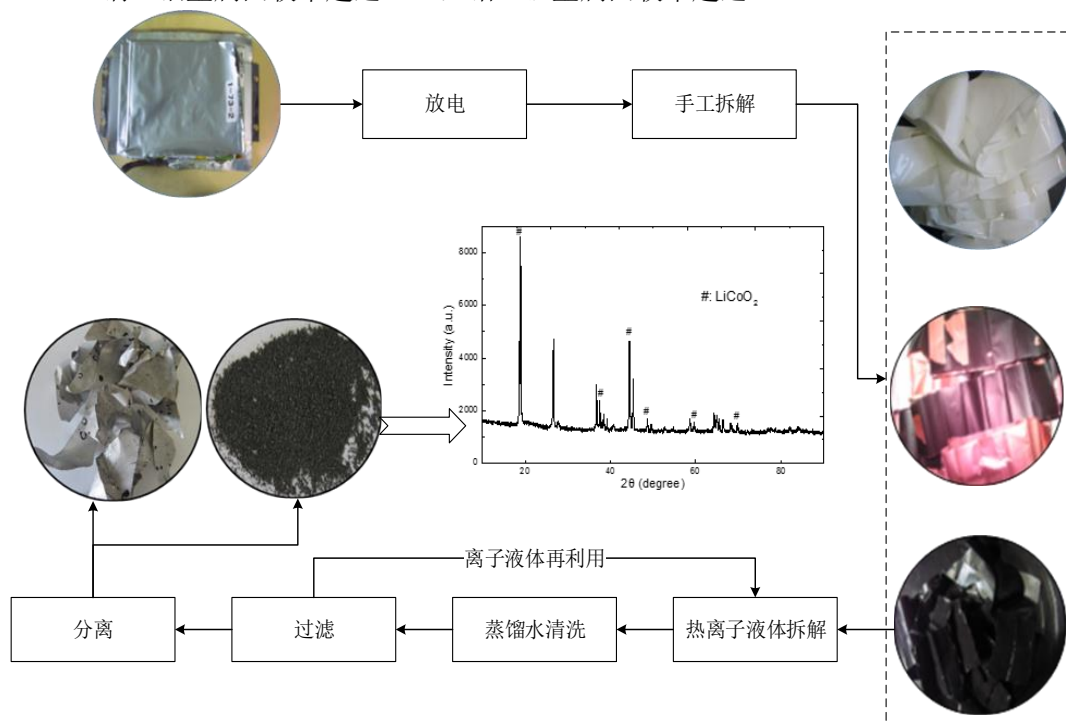 放电
手工拆解
#: LiCoO₂
#
#
#
#
#
#
Intensity (a.u.)
8000
6000
4000
2000
0
20
40
60
80
2θ (degree)
离子液体再利用
分离
过滤
蒸馏水清洗
热离子液体拆解